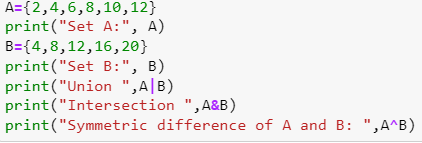 A={2,4,6,8,10,12}
print("Set A:", A)
B={4,8,12,16,20}
print("Set B:", B)
print("Union ",A|B)
print("Intersection ",A&B)
print("Symmetric difference of A and B: ",A^B)